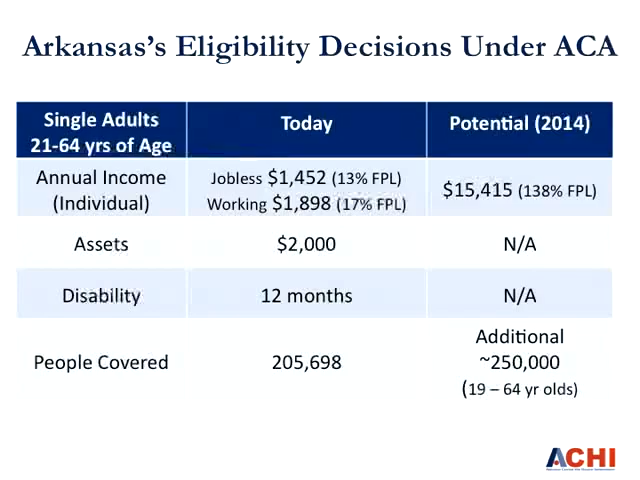 Arkansas's Eligibility Decisions Under ACA
Single Adults
21-64 yrs of Age
Today
Potential (2014)
Annual Income
(Individual)
Jobless $1,452 (13% FPL)
Working $1,898 (17% FPL)
$15,415 (138% FPL)
Assets
$2,000
N/A
Disability
12 months
N/A
People Covered
205,698
Additional
~250,000
(19 – 64 yr olds)
ACHI